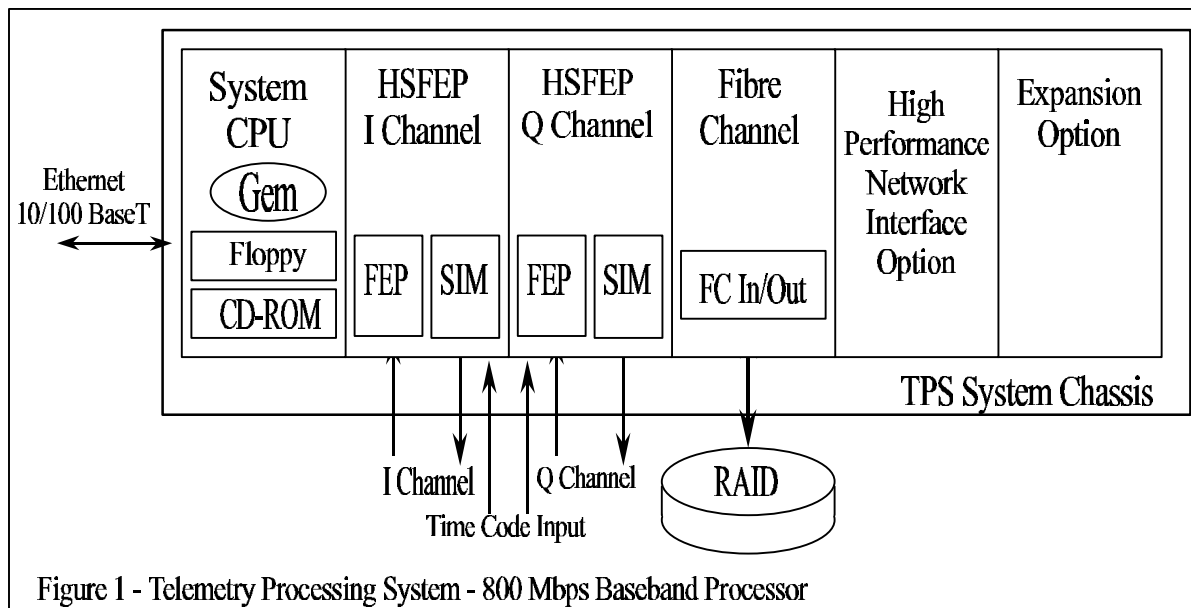 System
CPU
Gem
Floppy
CD-ROM
HSFEP
I Channel
FEP
SIM
HSFEP
Q Channel
FEP
SIM
Fibre
Channel
FC In/Out
High
Performance
Network
Interface
Option
Expansion
Option
Ethernet
10/100 BaseT
TPS System Chassis
I Channel
Q Channel
Time Code Input
RAID
Figure 1 - Telemetry Processing System - 800 Mbps Baseband Processor